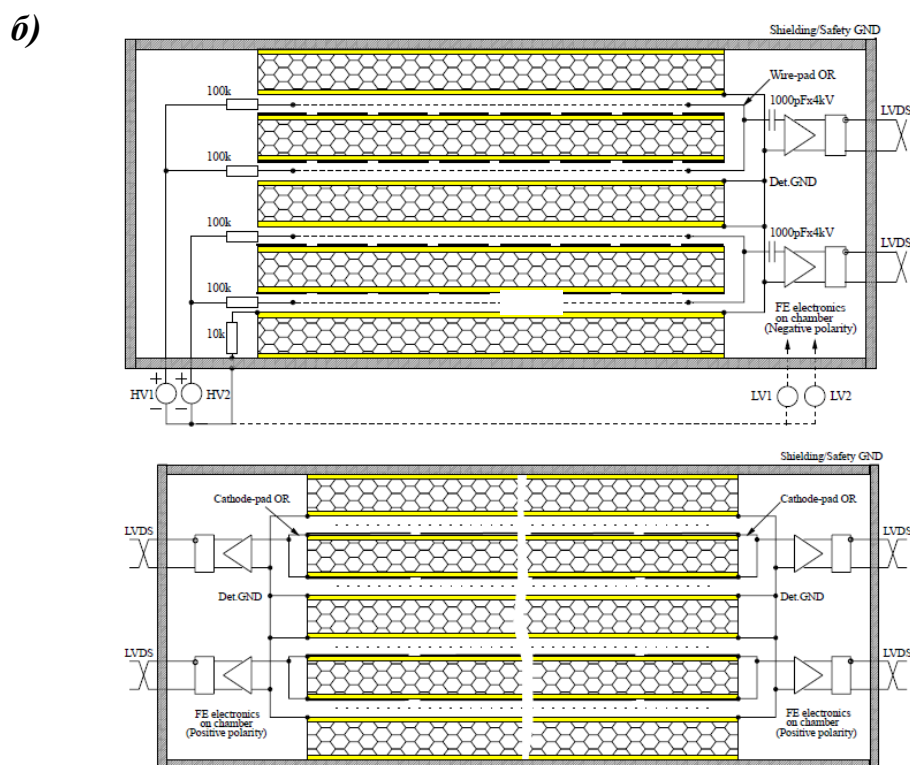 б)
Shielding/Safety GND
Wire-pad OR
100k
1000pFx4kV
LVDS
100k
Det.GND
100k
1000pFx4kV
LVDS
100k
10k
FE electronics
on chamber
(Negative polarity)
+ +
HV1 HV2
LV1 LV2
Shielding/Safety GND
Cathode-pad OR Cathode-pad OR
LVDS LVDS
Det.GND Det.GND
LVDS LVDS
FE electronics
on chamber
(Positive polarity)
FE electronics
on chamber
(Positive polarity)